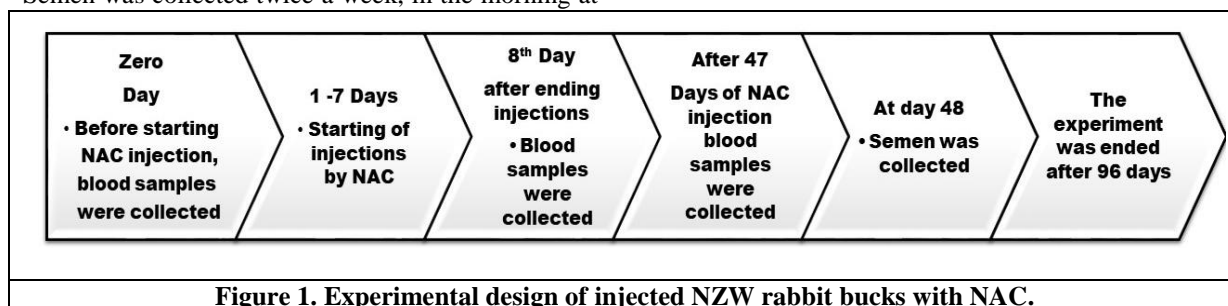 Semen was collected twice a week, in the morning at
Zero
Day
• Before starting
NAC injection,
blood samples
were collected
1 -7 Days
• Starting of
injections
by NAC
8th Day
after ending
injections
• Blood
samples
were
collected
After 47
Days of NAC
injection
blood
samples
were
collected
At day 48
• Semen was
collected
The
experiment
was ended
after 96 days
Figure 1. Experimental design of injected NZW rabbit bucks with NAC.